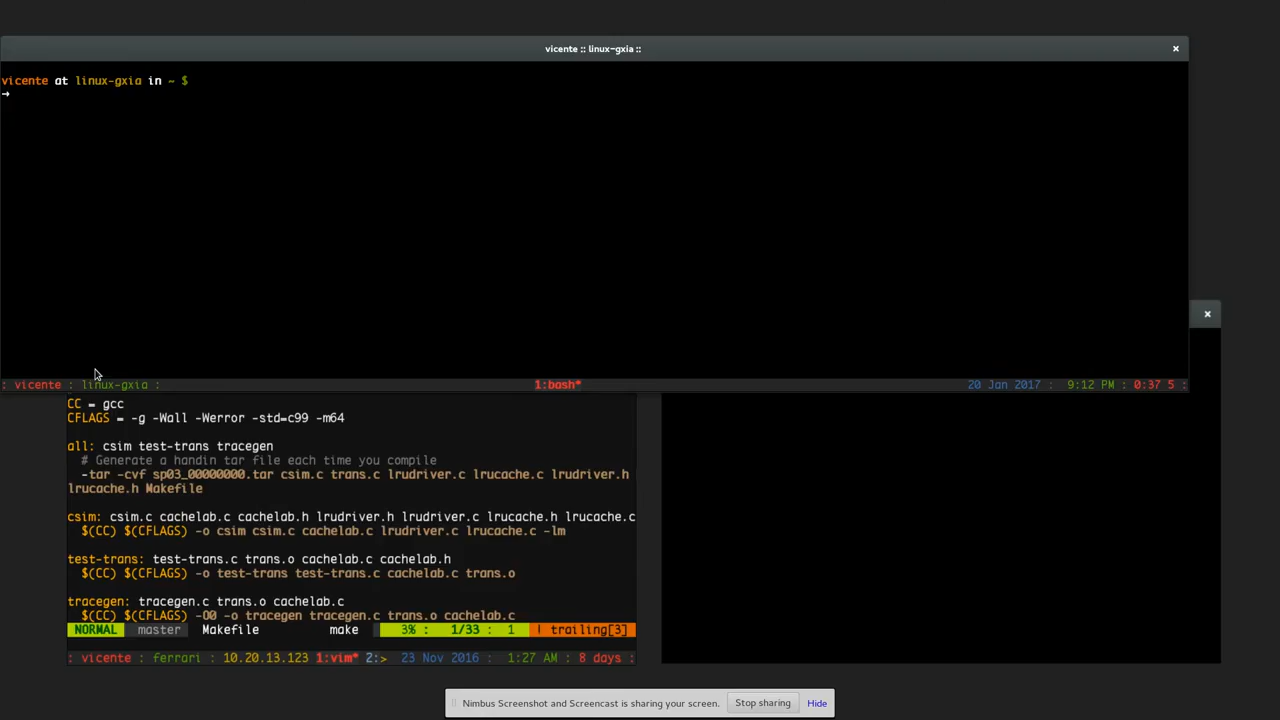 vicente :: linux-gxia ::
vicente at linux-gxia in ~ $
→
: vicente : linux-gxia : 1:bash* 20 Jan 2017 : 9:12 PM : 0:37 5 :
CC = gcc
CFLAGS = -g -Wall -Werror -std=c99 -m64
all: csim test-trans tracegen
# Generate a handin tar file each time you compile
-tar -cvf sp03_00000000.tar csim.c trans.c lrudriver.c lrucache.c lrudriver.h
lrucache.h Makefile
csim: csim.c cachelab.c cachelab.h lrudriver.h lrudriver.c lrucache.h lrucache.c
$(CC) $(CFLAGS) -o csim csim.c cachelab.c lrudriver.c lrucache.c -lm
test-trans: test-trans.c trans.o cachelab.c cachelab.h
$(CC) $(CFLAGS) -o test-trans test-trans.c cachelab.c trans.o
tracegen: tracegen.c trans.o cachelab.c
$(CC) $(CFLAGS) -O0 -o tracegen tracegen.c trans.o cachelab.c
NORMAL master Makefile make 3% : 1/33 : 1 ! trailing[3]
: vicente : ferrari : 10.20.13.123 1:vim* 2:> 23 Nov 2016 : 1:27 AM : 8 days :
Nimbus Screenshot and Screencast is sharing your screen. Stop sharing Hide